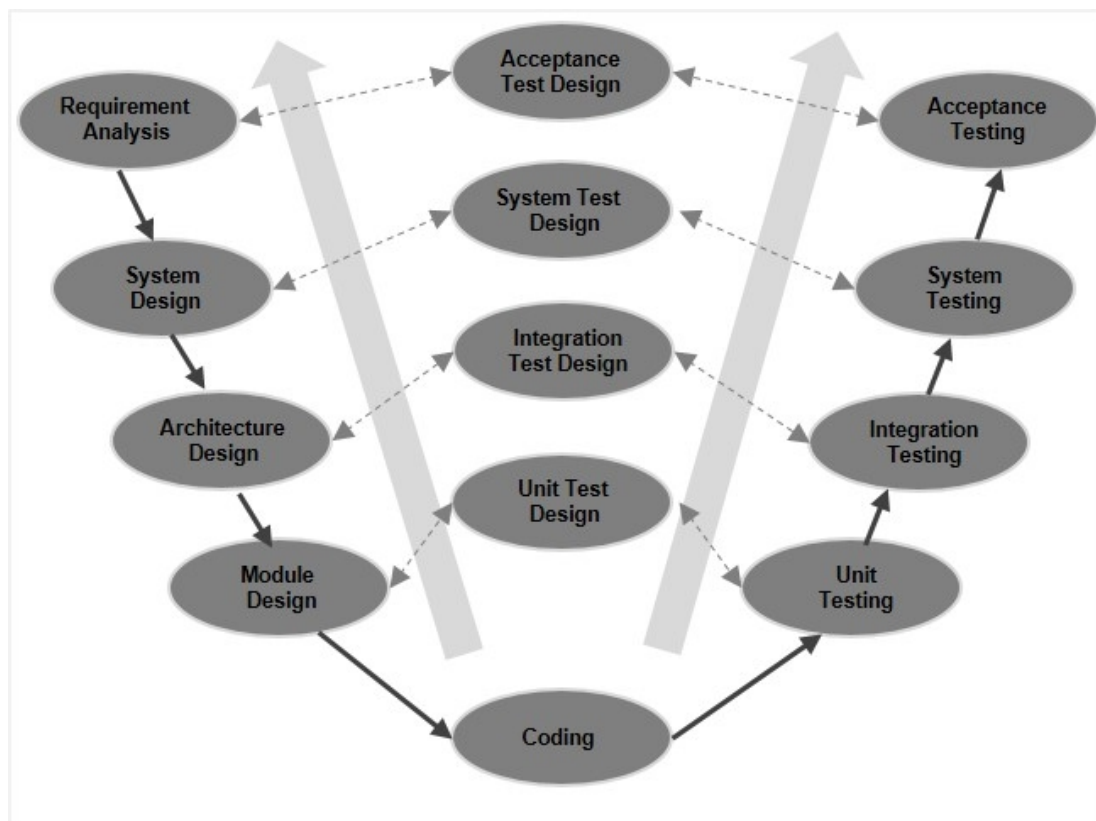 Acceptance
Test Design
Requirement
Analysis
Acceptance
Testing
System Test
Design
System
Design
System
Testing
Integration
Test Design
Architecture
Design
Integration
Testing
Unit Test
Design
Module
Design
Unit
Testing
Coding